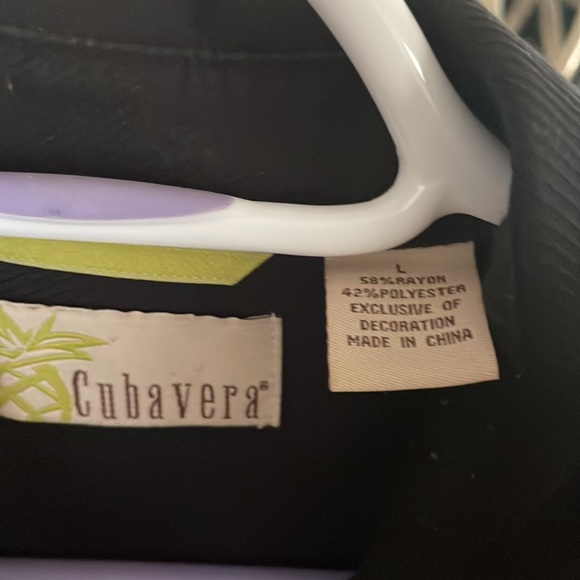 Cubavera®
L
58%RAYON
42%POLYESTER
EXCLUSIVE OF
DECORATION
MADE IN CHINA